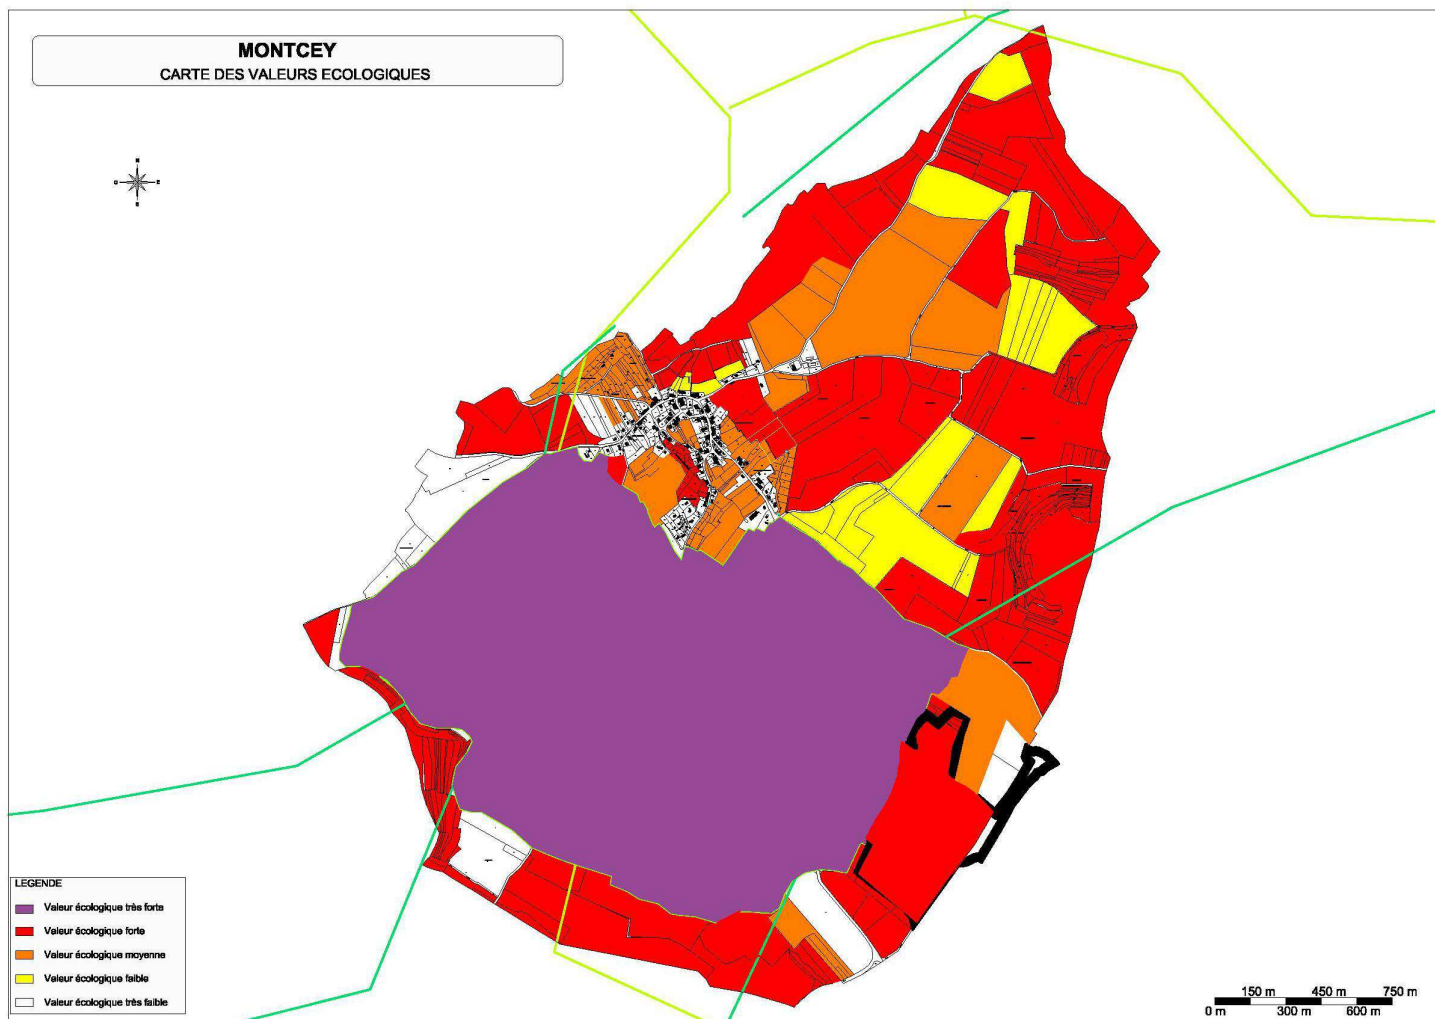 MONTCEY
CARTE DES VALEURS ECOLOGIQUES
N
O
E
S
LEGENDE
Valeur écologique très forte
Valeur écologique forte
Valeur écologique moyenne
Valeur écologique faible
Valeur écologique très faible
150 m 450 m 750 m
0 m 300 m 600 m